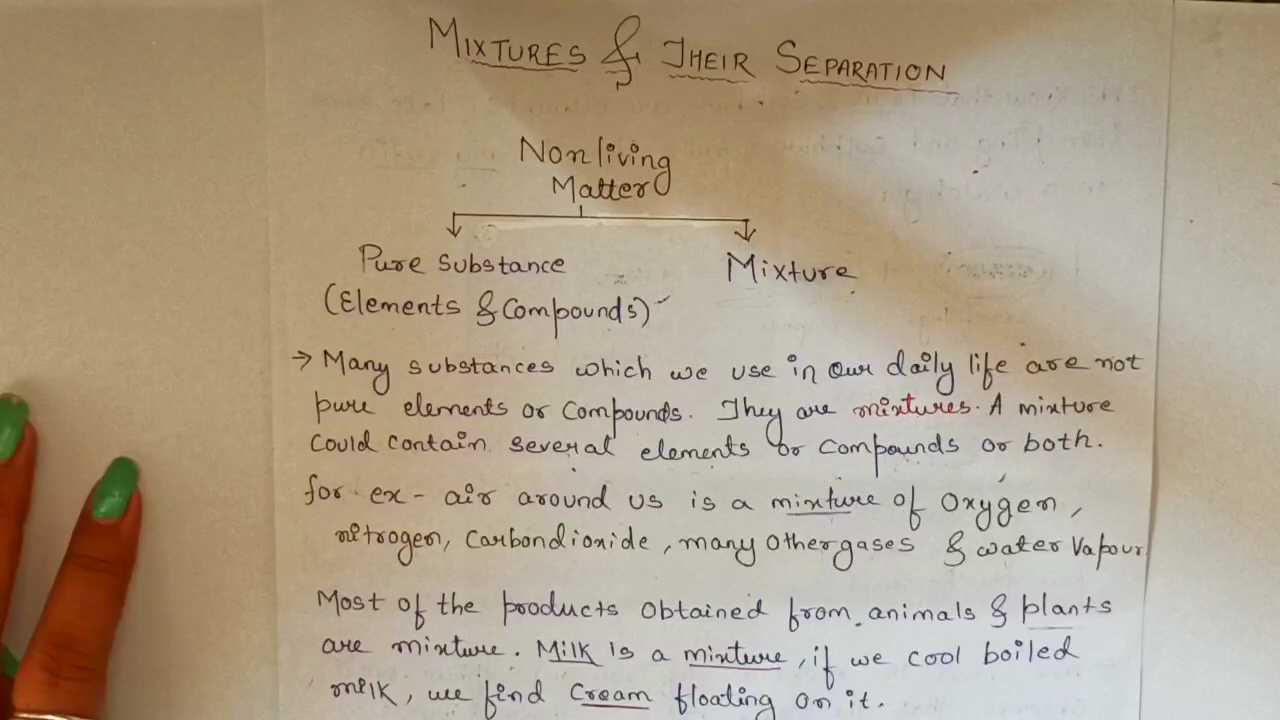 MIXTURES & THEIR SEPARATION
Nonliving
Matter
Pure Substance
Mixture
(Elements & Compounds)
→ Many substances which we use in our daily life are not
pure elements or compounds. They are mixtures. A mixture
could contain several elements or compounds or both.
for ex- air around us is a mixture of Oxygen,
nitrogen, Carbondioxide, many other gases & water vapour.
Most of the products obtained from animals & plants
are mixture. Milk is a mixture, if we cool boiled
milk, we find Cream floating on it.